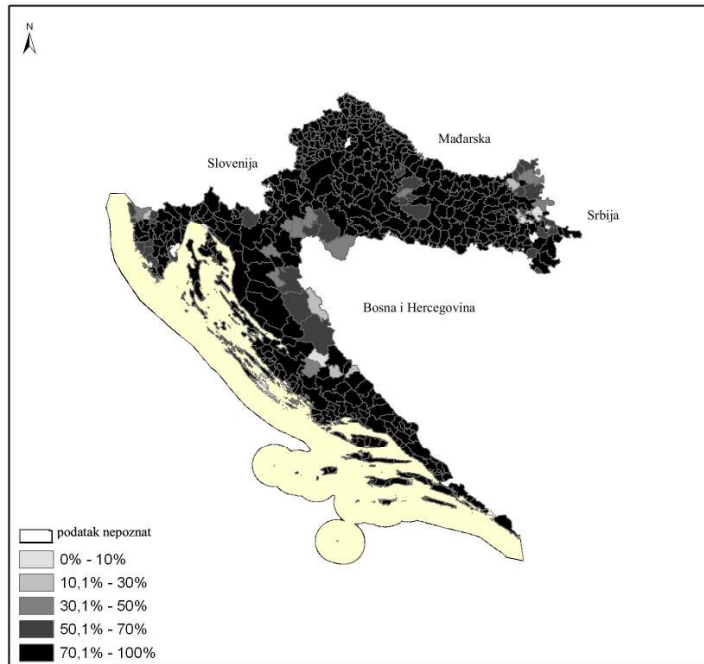 N
Mađarska
Slovenija
Srbija
Bosna i Hercegovina
podatak nepoznat
0% - 10%
10,1% - 30%
30,1% - 50%
50,1% - 70%
70,1% - 100%